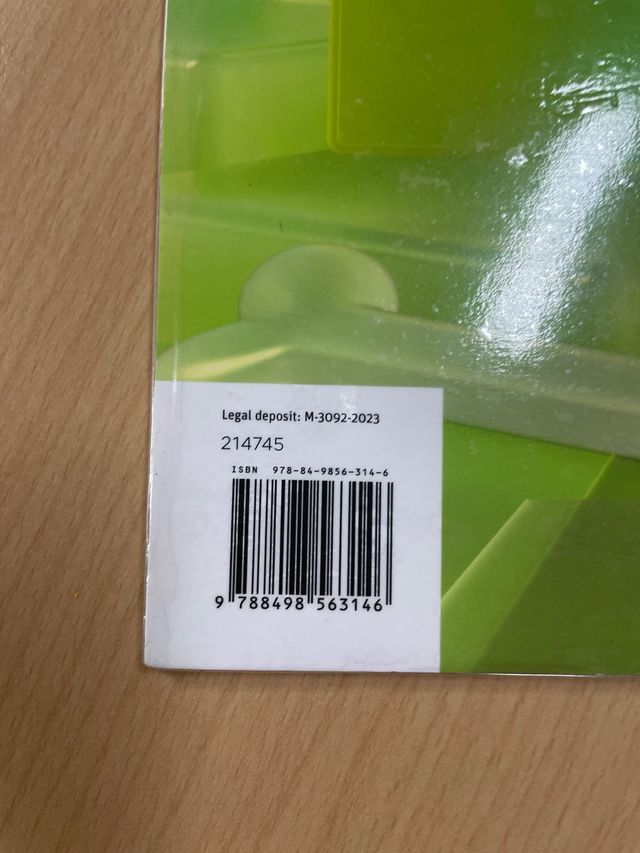 Legal deposit: M-3092-2023
214745
ISBN 978-84-9856-314-6
9 788498 563146